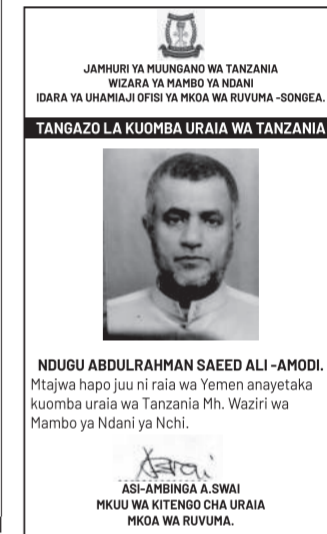 JAMHURI YA MUUNGANO WA TANZANIA
WIZARA YA MAMBO YA NDANI
IDARA YA UHAMIAJI OFISI YA MKOA WA RUVUMA -SONGEA.
TANGAZO LA KUOMBA URAIA WA TANZANIA
NDUGU ABDULRAHMAN SAEED ALI -AMODI.
Mtajwa hapo juu ni raia wa Yemen anayetaka
kuomba uraia wa Tanzania Mh. Waziri wa
Mambo ya Ndani ya Nchi.
ASI-AMBINGA A.SWAI
MKUU WA KITENGO CHA URAIA
MKOA WA RUVUMA.